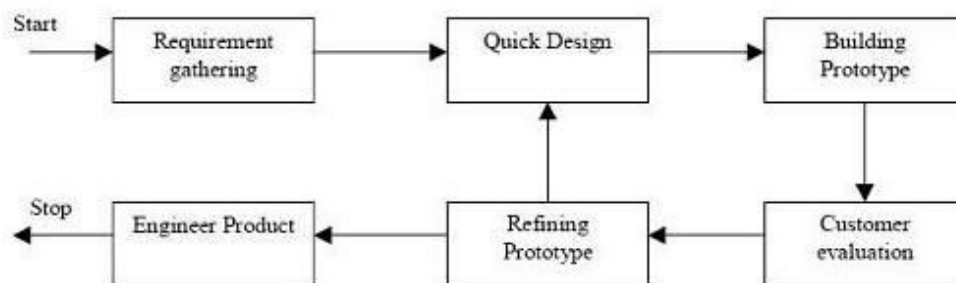 Start
Requirement
gathering
Quick Design
Building
Prototype
Stop
Engineer Product
Refining
Prototype
Customer
evaluation